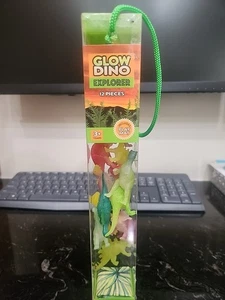 GLOW
DINO
EXPLORER
12 PIECES